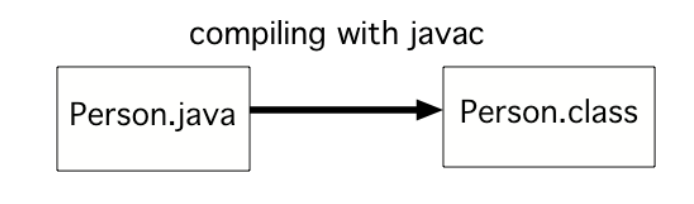 compiling with javac
Person.java
Person.class